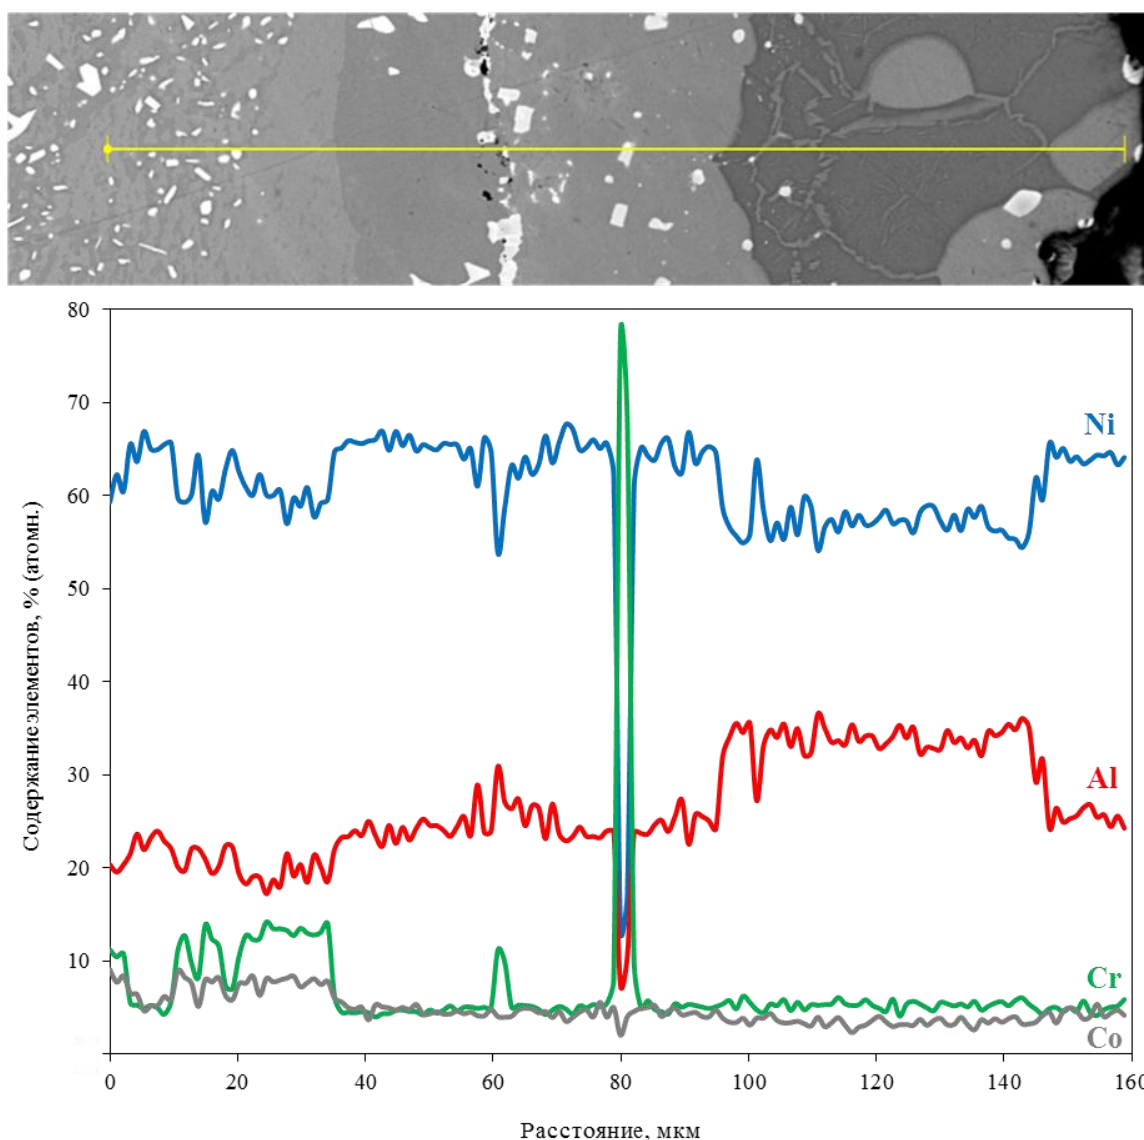 80
70
Ni
60
50
40
Содержание элементов, % (атомн.)
30
Al
20
10
Cr
Co
0 20 40 60 80 100 120 140 160
Расстояние, мкм